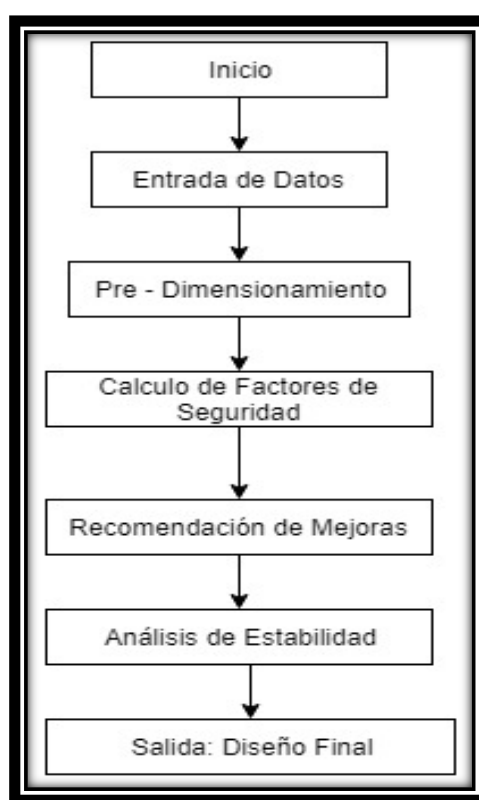 Inicio
Entrada de Datos
Pre - Dimensionamiento
Calculo de Factores de
Seguridad
Recomendación de Mejoras
Análisis de Estabilidad
Salida: Diseño Final